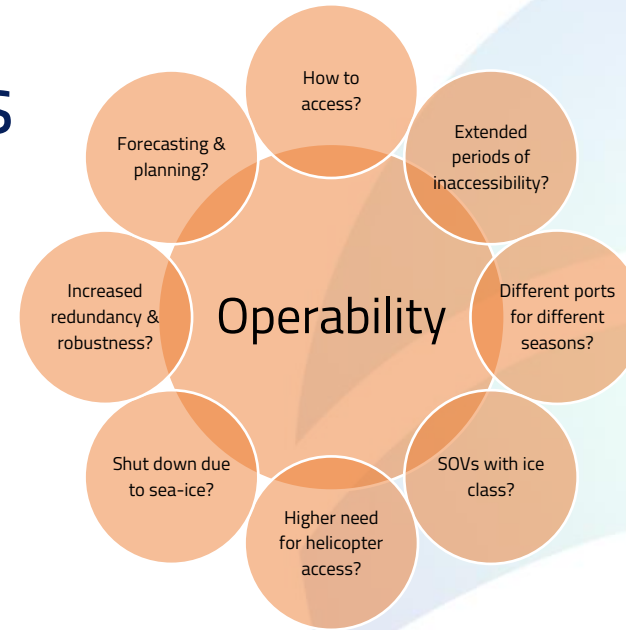 s
How to
access?
Extended
periods of
inaccessibility?
Different ports
for different
seasons?
SOVs with ice
class?
Higher need
for helicopter
access?
Shut down due
to sea-ice?
Increased
redundancy &
robustness?
Forecasting &
planning?
Operability